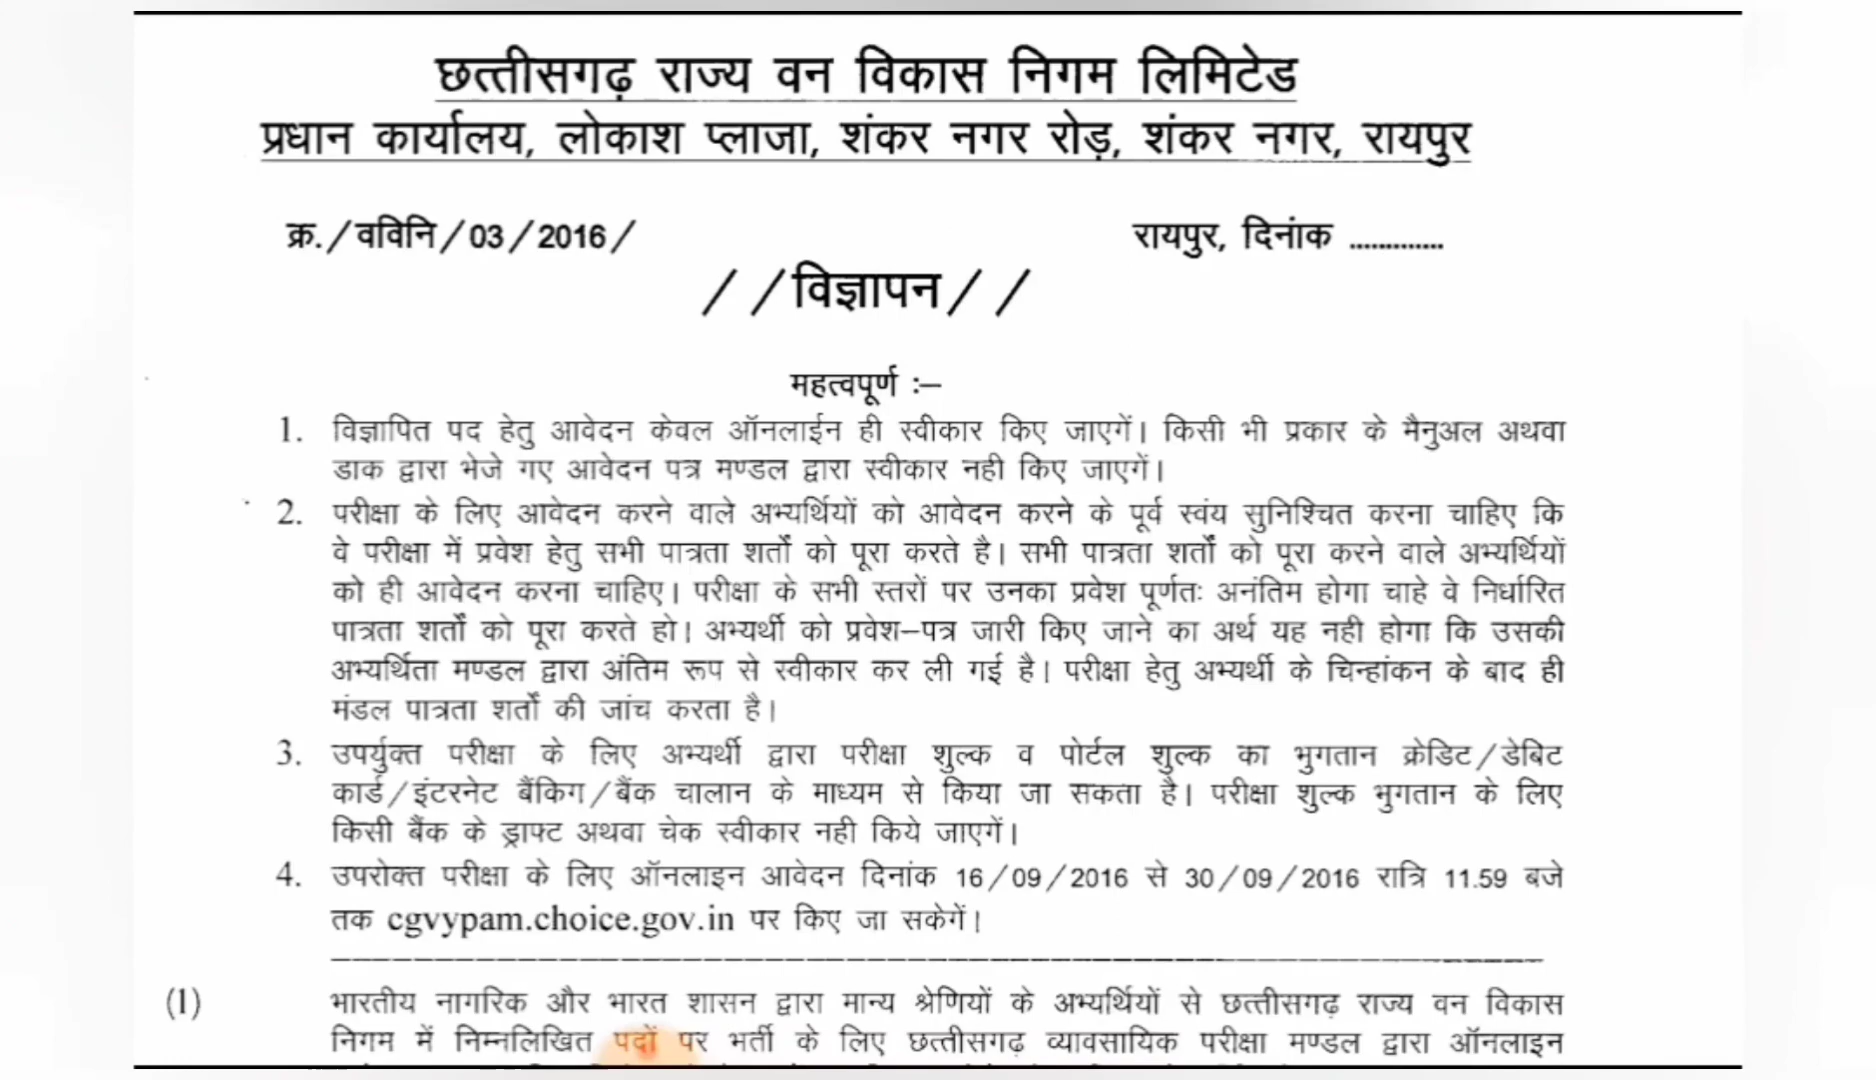 छत्तीसगढ़ राज्य वन विकास निगम लिमिटेड
प्रधान कार्यालय, लोकाश प्लाजा, शंकर नगर रोड़, शंकर नगर, रायपुर
क्र./वविनि/03/2016/ रायपुर, दिनांक .............
//विज्ञापन//
महत्वपूर्ण :–
1. विज्ञापित पद हेतु आवेदन केवल ऑनलाईन ही स्वीकार किए जाएगें। किसी भी प्रकार के मैनुअल अथवा
डाक द्वारा भेजे गए आवेदन पत्र मण्डल द्वारा स्वीकार नही किए जाएगें।
2. परीक्षा के लिए आवेदन करने वाले अभ्यर्थियों को आवेदन करने के पूर्व स्वंय सुनिश्चित करना चाहिए कि
वे परीक्षा में प्रवेश हेतु सभी पात्रता शर्तों को पूरा करते है। सभी पात्रता शर्तों को पूरा करने वाले अभ्यर्थियों
को ही आवेदन करना चाहिए। परीक्षा के सभी स्तरों पर उनका प्रवेश पूर्णतः अनंतिम होगा चाहे वे निर्धारित
पात्रता शर्तों को पूरा करते हो। अभ्यर्थी को प्रवेश–पत्र जारी किए जाने का अर्थ यह नही होगा कि उसकी
अभ्यर्थिता मण्डल द्वारा अंतिम रूप से स्वीकार कर ली गई है। परीक्षा हेतु अभ्यर्थी के चिन्हांकन के बाद ही
मंडल पात्रता शर्तों की जांच करता है।
3. उपर्युक्त परीक्षा के लिए अभ्यर्थी द्वारा परीक्षा शुल्क व पोर्टल शुल्क का भुगतान क्रेडिट/डेबिट
कार्ड/इंटरनेट बैंकिग/बैंक चालान के माध्यम से किया जा सकता है। परीक्षा शुल्क भुगतान के लिए
किसी बैंक के ड्राफ्ट अथवा चेक स्वीकार नही किये जाएगें।
4. उपरोक्त परीक्षा के लिए ऑनलाइन आवेदन दिनांक 16/09/2016 से 30/09/2016 रात्रि 11.59 बजे
तक cgvypam.choice.gov.in पर किए जा सकेगें।
(1) भारतीय नागरिक और भारत शासन द्वारा मान्य श्रेणियों के अभ्यर्थियों से छत्तीसगढ़ राज्य वन विकास
निगम में निम्नलिखित पदों पर भर्ती के लिए छत्तीसगढ़ व्यावसायिक परीक्षा मण्डल द्वारा ऑनलाइन